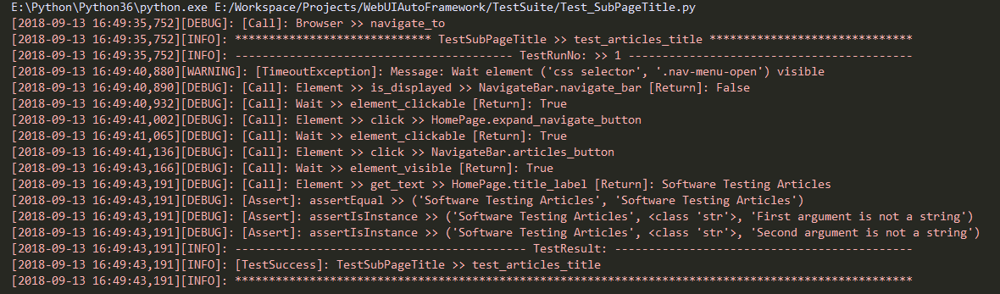 E:\Python\Python36\python.exe E:/Workspace/Projects/WebUIAutoFramework/TestSuite/Test_SubPageTitle.py
[2018-09-13 16:49:35,752][DEBUG]: [Call]: Browser >> navigate_to
[2018-09-13 16:49:35,752][INFO]: ***************************** TestSubPageTitle >> test_articles_title ******************************
[2018-09-13 16:49:35,752][INFO]: ----------------------------------------- TestRunNo: >> 1 ------------------------------------------
[2018-09-13 16:49:40,880][WARNING]: [TimeoutException]: Message: Wait element ('css selector', '.nav-menu-open') visible
[2018-09-13 16:49:40,890][DEBUG]: [Call]: Element >> is_displayed >> NavigateBar.navigate_bar [Return]: False
[2018-09-13 16:49:40,932][DEBUG]: [Call]: Wait >> element_clickable [Return]: True
[2018-09-13 16:49:41,002][DEBUG]: [Call]: Element >> click >> HomePage.expand_navigate_button
[2018-09-13 16:49:41,065][DEBUG]: [Call]: Wait >> element_clickable [Return]: True
[2018-09-13 16:49:41,136][DEBUG]: [Call]: Element >> click >> NavigateBar.articles_button
[2018-09-13 16:49:43,166][DEBUG]: [Call]: Wait >> element_visible [Return]: True
[2018-09-13 16:49:43,191][DEBUG]: [Call]: Element >> get_text >> HomePage.title_label [Return]: Software Testing Articles
[2018-09-13 16:49:43,191][DEBUG]: [Assert]: assertEqual >> ('Software Testing Articles', 'Software Testing Articles')
[2018-09-13 16:49:43,191][DEBUG]: [Assert]: assertIsInstance >> ('Software Testing Articles', <class 'str'>, 'First argument is not a string')
[2018-09-13 16:49:43,191][DEBUG]: [Assert]: assertIsInstance >> ('Software Testing Articles', <class 'str'>, 'Second argument is not a string')
[2018-09-13 16:49:43,191][INFO]: ------------------------------------------- TestResult: --------------------------------------------
[2018-09-13 16:49:43,191][INFO]: [TestSuccess]: TestSubPageTitle >> test_articles_title
[2018-09-13 16:49:43,191][INFO]: ****************************************************************************************************